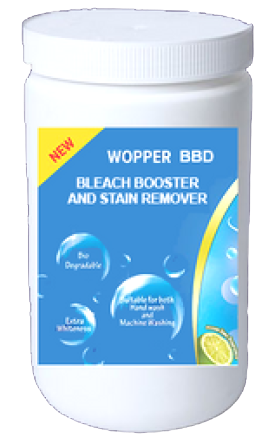 NEW
WOPPER BBD
BLEACH BOOSTER
AND STAIN REMOVER
Bio
Degradable
Suitable for both
Hand wash
and
Machine Washing
Extra
Whiteness